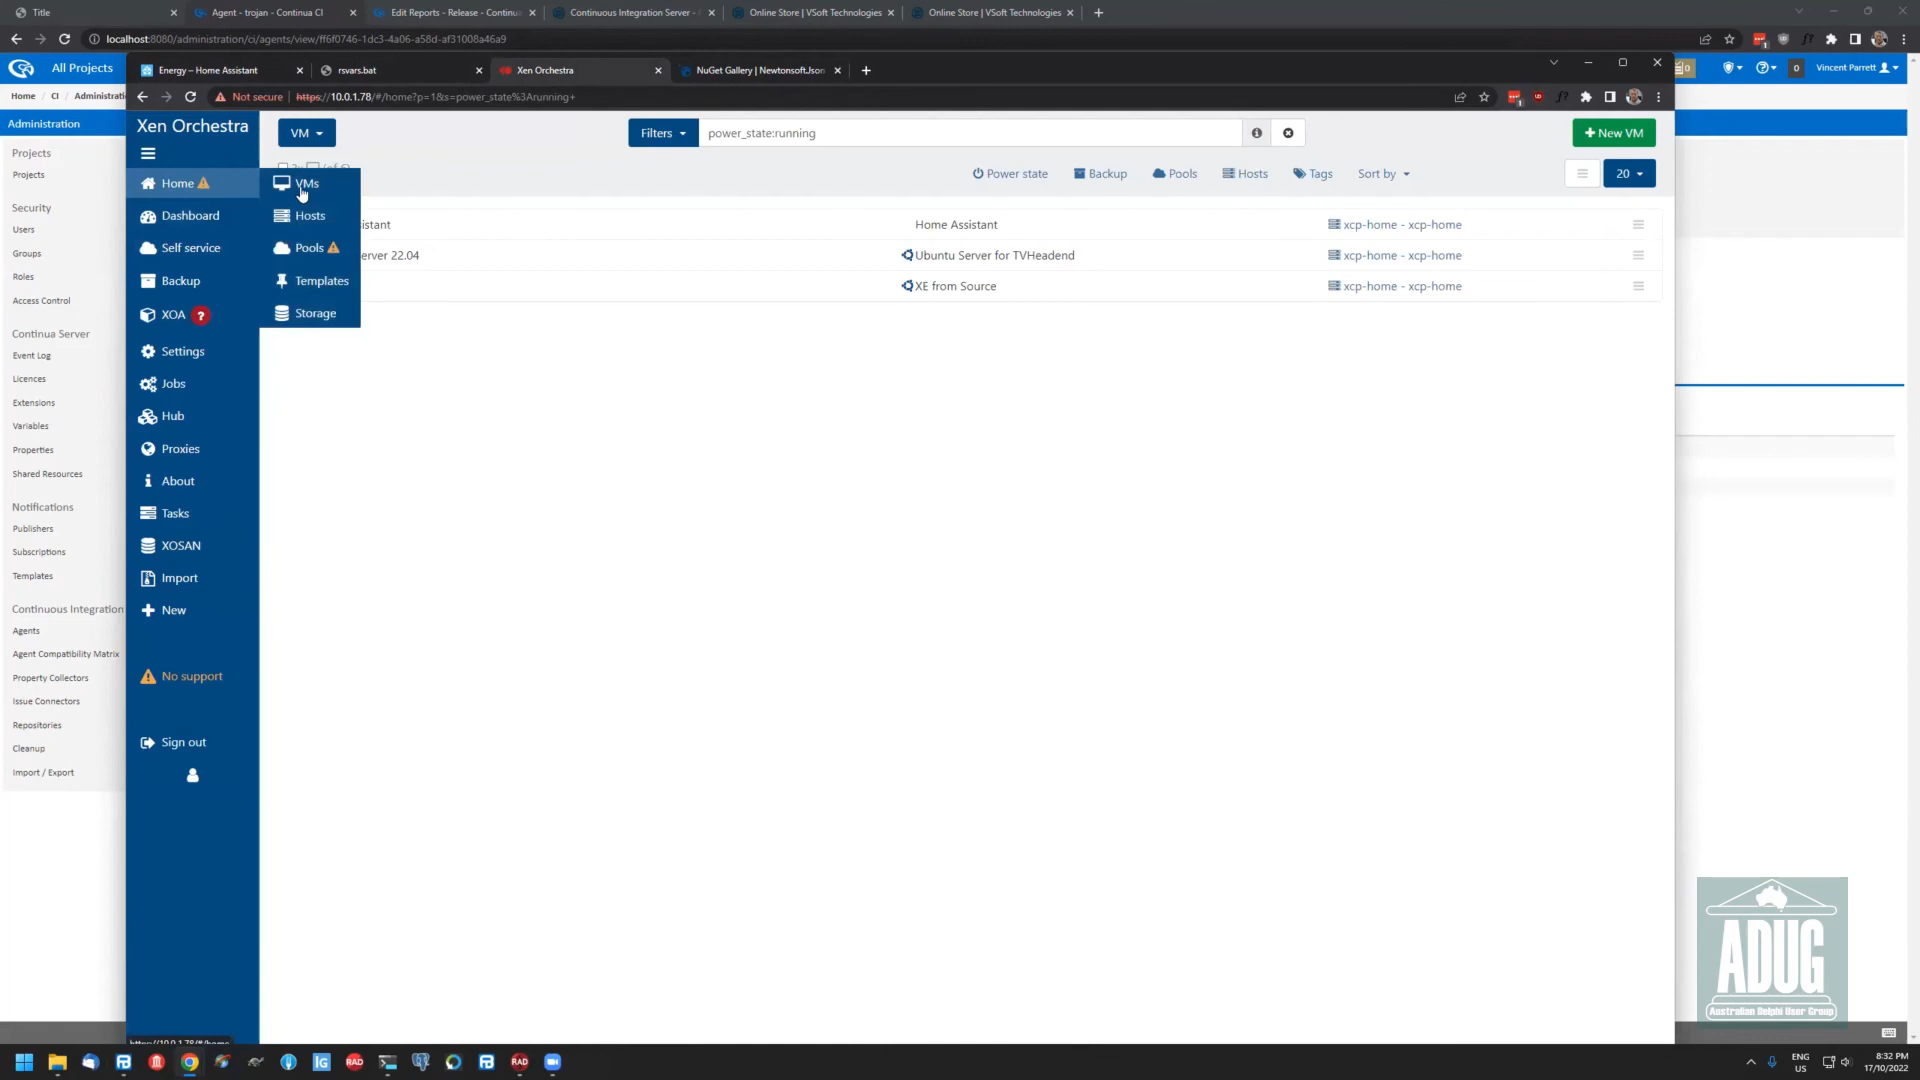 Title
Agent - trojan - Continua CI
Edit Reports - Release - Continu
Continuous Integration Server -
Online Store | VSoft Technologies
Online Store | VSoft Technologies
localhost:8080/administration/ci/agents/view/ff6f0746-1dc3-4a06-a58d-af31008a46a9
All Projects
Vincent Parrett
Energy – Home Assistant
rsvars.bat
Xen Orchestra
NuGet Gallery | Newtonsoft.Json
Not secure https://10.0.1.78/#/home?p=1&s=power_state%3Arunning+
Home CI Administrati
Administration
Projects
Projects
Security
Users
Groups
Roles
Access Control
Continua Server
Event Log
Licences
Extensions
Variables
Properties
Shared Resources
Notifications
Publishers
Subscriptions
Templates
Continuous Integration
Agents
Agent Compatibility Matrix
Property Collectors
Issue Connectors
Repositories
Cleanup
Import / Export
Xen Orchestra
Home
Dashboard
Self service
Backup
XOA ?
Settings
Jobs
Hub
Proxies
About
Tasks
XOSAN
Import
New
No support
Sign out
VMs
Hosts
Pools
Templates
Storage
VM
Filters
power_state:running
New VM
Power state
Backup
Pools
Hosts
Tags
Sort by
20
istant
Home Assistant
xcp-home - xcp-home
erver 22.04
Ubuntu Server for TVHeadend
xcp-home - xcp-home
XE from Source
xcp-home - xcp-home
https://10.0.1.78/#/home
ADUG
Australian Delphi User Group
ENG
US
8:32 PM
17/10/2022